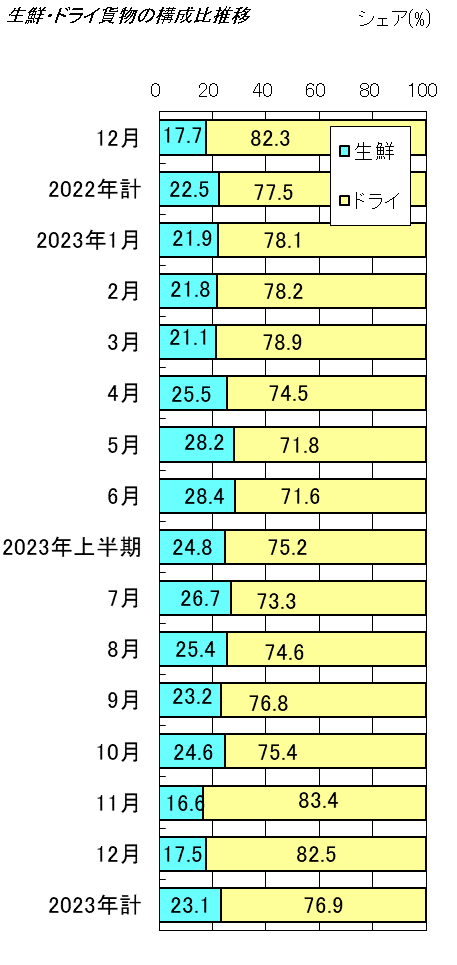 生鮮・ドライ貨物の構成比推移
シェア(%)
0 20 40 60 80 100
12月 17.7 82.3
生鮮
2022年計 22.5 77.5
ドライ
2023年1月 21.9 78.1
2月 21.8 78.2
3月 21.1 78.9
4月 25.5 74.5
5月 28.2 71.8
6月 28.4 71.6
2023年上半期 24.8 75.2
7月 26.7 73.3
8月 25.4 74.6
9月 23.2 76.8
10月 24.6 75.4
11月 16.6 83.4
12月 17.5 82.5
2023年計 23.1 76.9